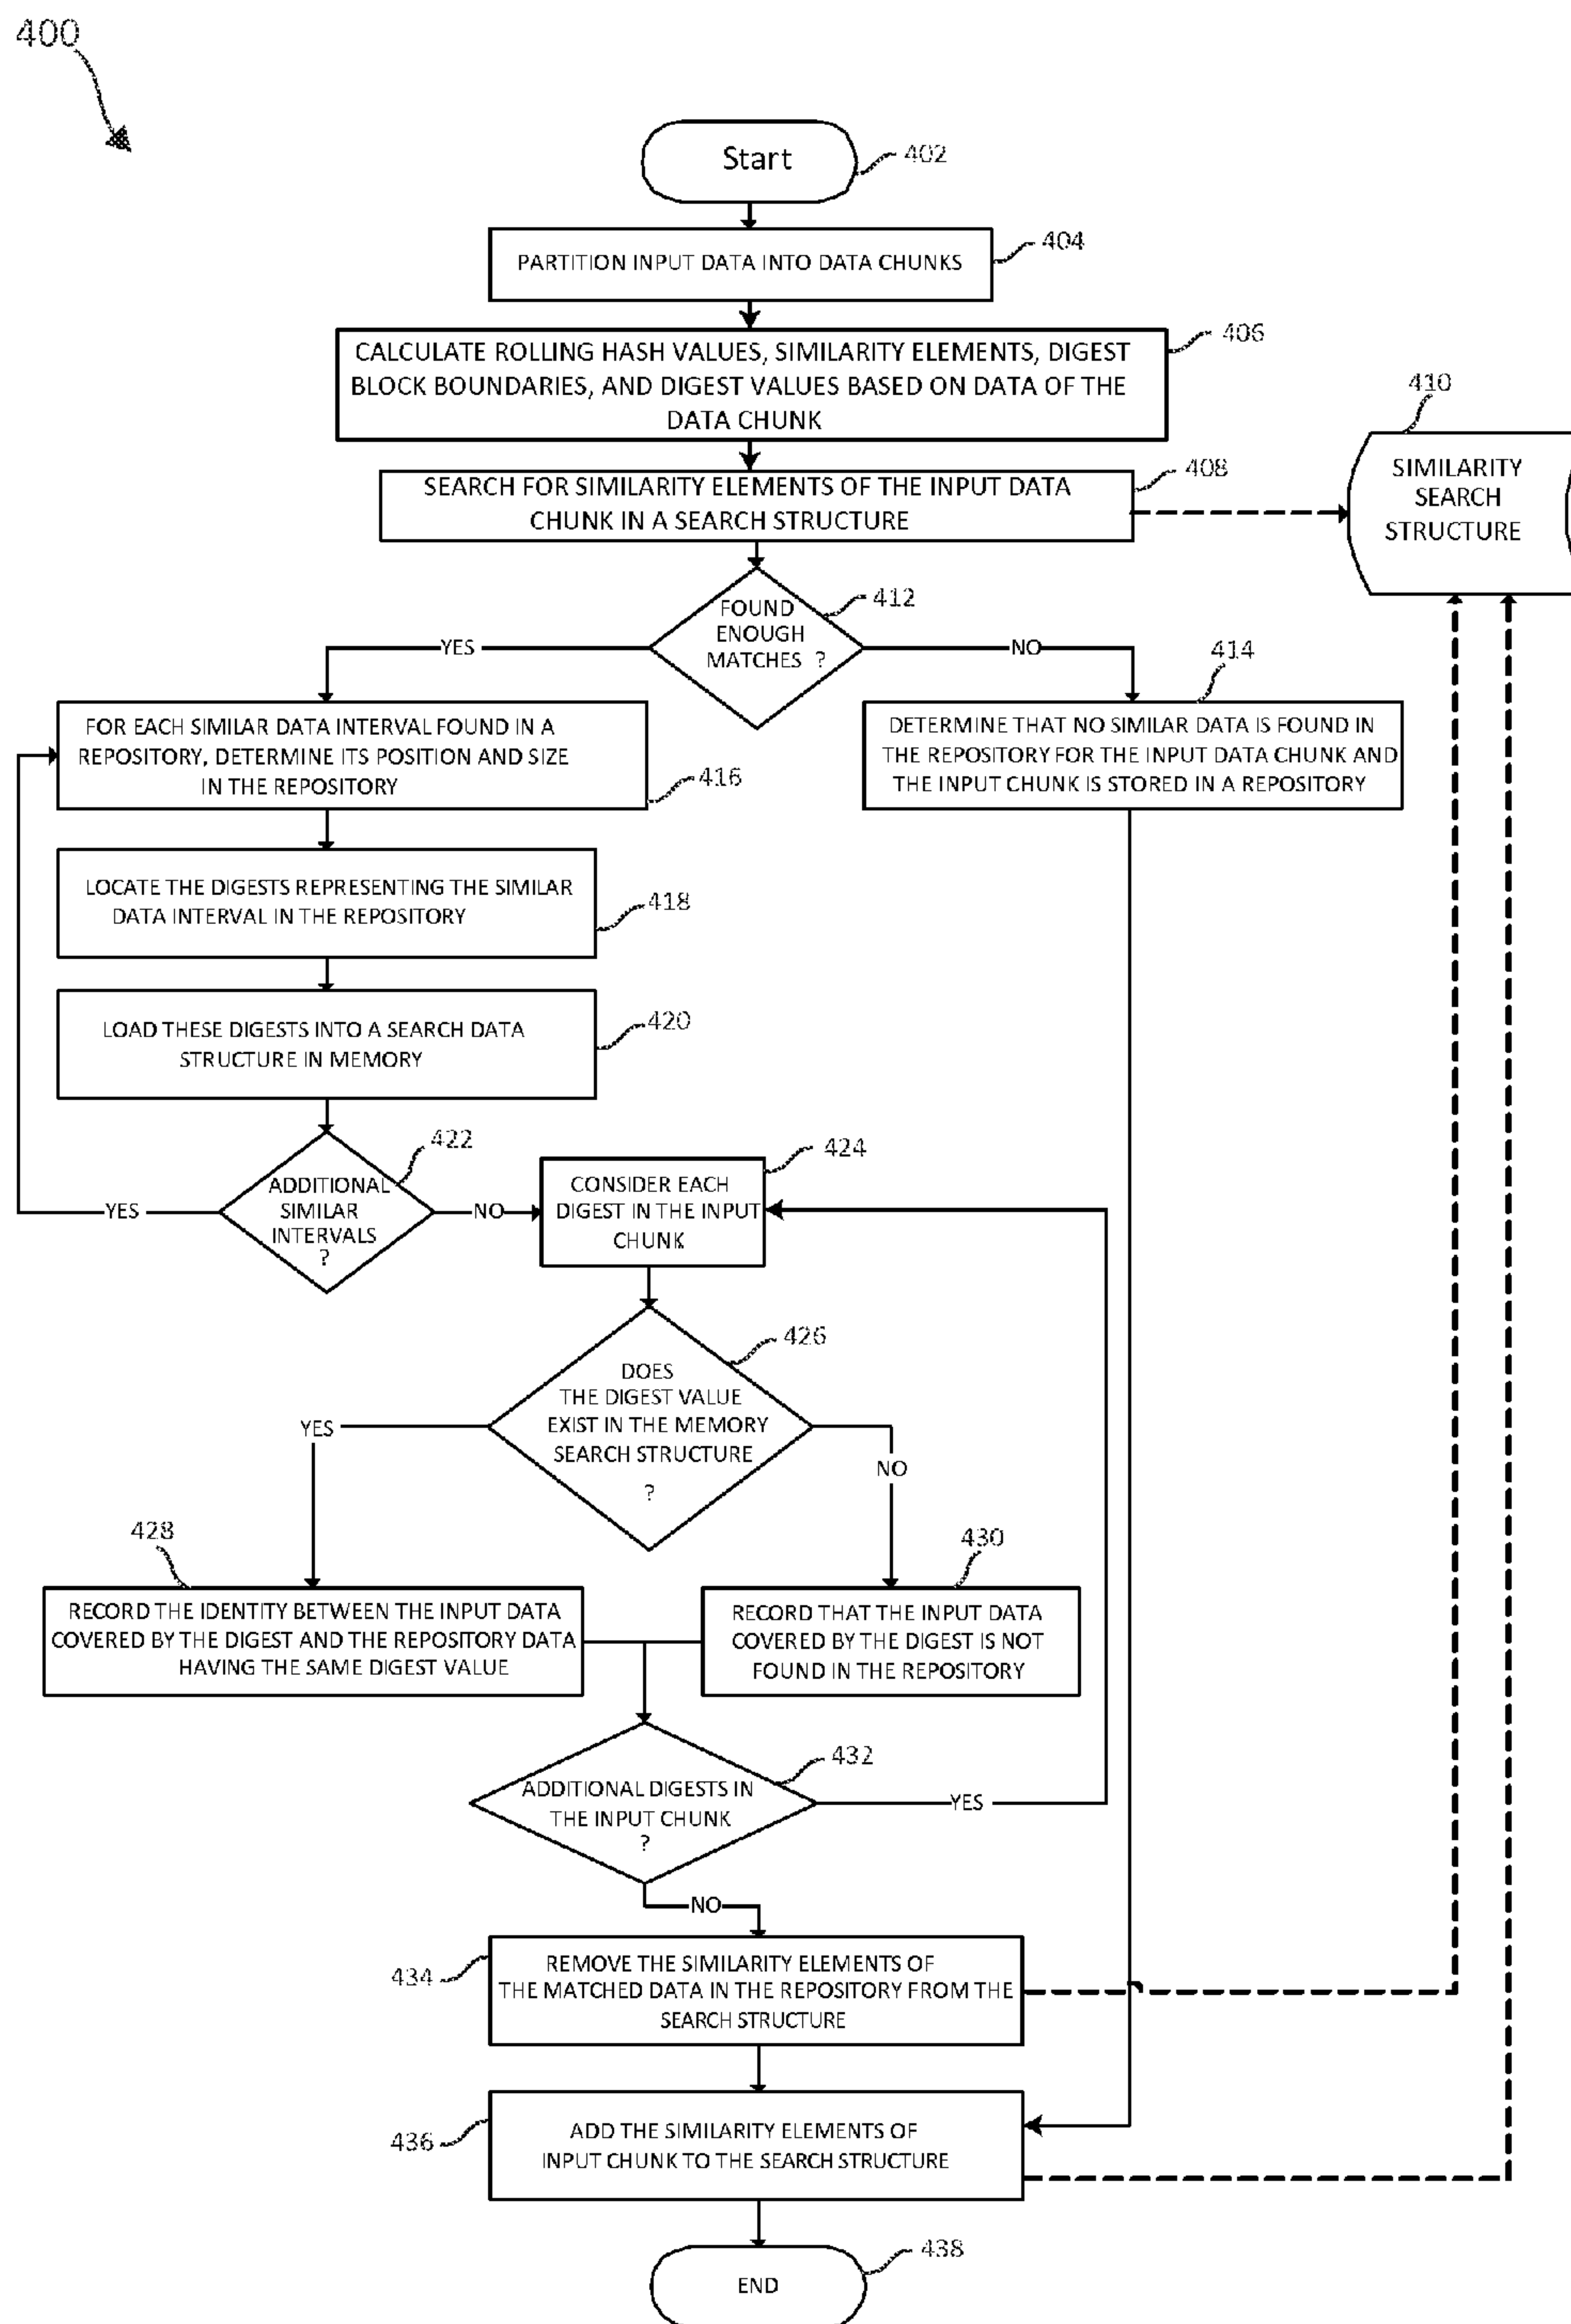 400
Start
402
PARTITION INPUT DATA INTO DATA CHUNKS
404
CALCULATE ROLLING HASH VALUES, SIMILARITY ELEMENTS, DIGEST
BLOCK BOUNDARIES, AND DIGEST VALUES BASED ON DATA OF THE
DATA CHUNK
406
SEARCH FOR SIMILARITY ELEMENTS OF THE INPUT DATA
CHUNK IN A SEARCH STRUCTURE
408
410
SIMILARITY
SEARCH
STRUCTURE
FOUND
ENOUGH
MATCHES ?
412
YES
NO
414
FOR EACH SIMILAR DATA INTERVAL FOUND IN A
REPOSITORY, DETERMINE ITS POSITION AND SIZE
IN THE REPOSITORY
416
DETERMINE THAT NO SIMILAR DATA IS FOUND IN
THE REPOSITORY FOR THE INPUT DATA CHUNK AND
THE INPUT CHUNK IS STORED IN A REPOSITORY
LOCATE THE DIGESTS REPRESENTING THE SIMILAR
DATA INTERVAL IN THE REPOSITORY
418
LOAD THESE DIGESTS INTO A SEARCH DATA
STRUCTURE IN MEMORY
420
ADDITIONAL
SIMILAR
INTERVALS
?
422
YES
NO
CONSIDER EACH
DIGEST IN THE INPUT
CHUNK
424
DOES
THE DIGEST VALUE
EXIST IN THE MEMORY
SEARCH STRUCTURE
?
426
YES
NO
428
RECORD THE IDENTITY BETWEEN THE INPUT DATA
COVERED BY THE DIGEST AND THE REPOSITORY DATA
HAVING THE SAME DIGEST VALUE
430
RECORD THAT THE INPUT DATA
COVERED BY THE DIGEST IS NOT
FOUND IN THE REPOSITORY
ADDITIONAL DIGESTS IN
THE INPUT CHUNK
?
432
YES
NO
434
REMOVE THE SIMILARITY ELEMENTS OF
THE MATCHED DATA IN THE REPOSITORY FROM THE
SEARCH STRUCTURE
436
ADD THE SIMILARITY ELEMENTS OF
INPUT CHUNK TO THE SEARCH STRUCTURE
END
438